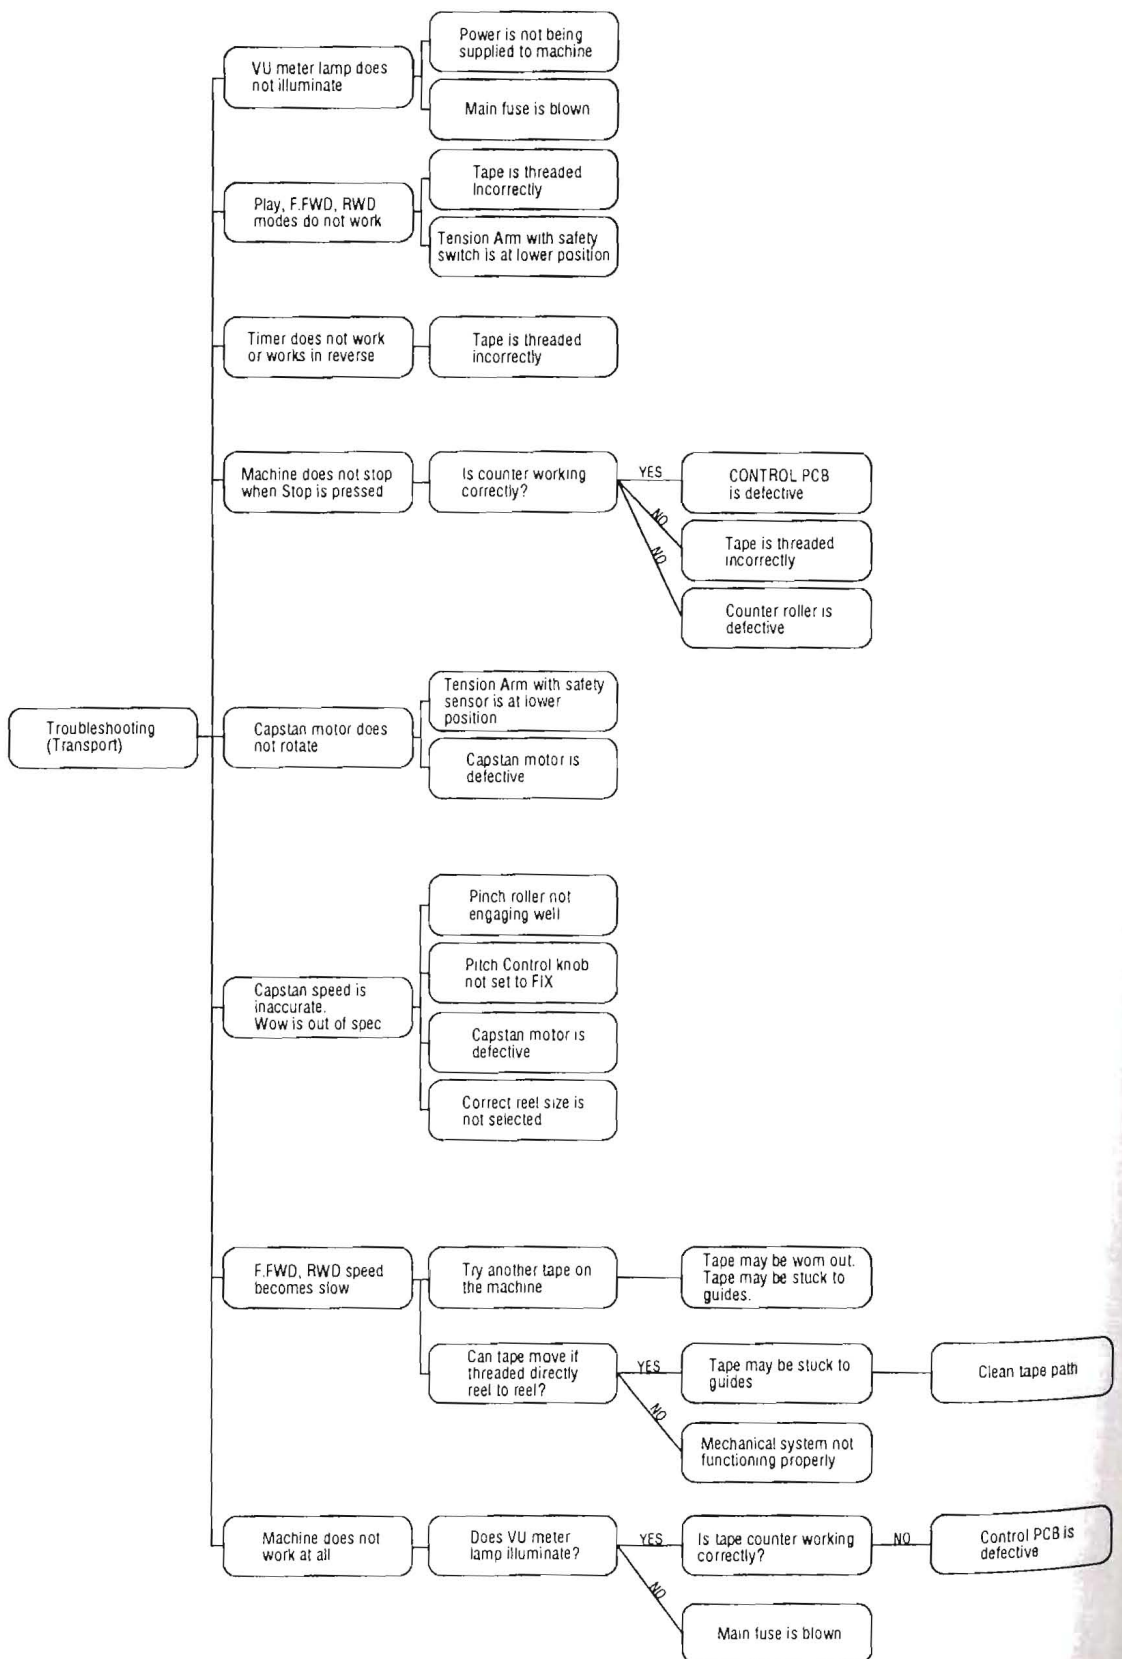 Troubleshooting
(Transport)
VU meter lamp does
not illuminate
Power is not being
supplied to machine
Main fuse is blown
Play, F.FWD, RWD
modes do not work
Tape is threaded
Incorrectly
Tension Arm with safety
switch is at lower position
Timer does not work
or works in reverse
Tape is threaded
incorrectly
Machine does not stop
when Stop is pressed
Is counter working
correctly?
YES
CONTROL PCB
is defective
NO
Tape is threaded
incorrectly
NO
Counter roller is
defective
Capstan motor does
not rotate
Tension Arm with safety
sensor is at lower
position
Capstan motor is
defective
Capstan speed is
inaccurate.
Wow is out of spec
Pinch roller not
engaging well
Pitch Control knob
not set to FIX
Capstan motor is
defective
Correct reel size is
not selected
F.FWD, RWD speed
becomes slow
Try another tape on
the machine
Tape may be worn out.
Tape may be stuck to
guides.
Can tape move if
threaded directly
reel to reel?
YES
Tape may be stuck to
guides
Clean tape path
NO
Mechanical system not
functioning properly
Machine does not
work at all
Does VU meter
lamp illuminate?
YES
Is tape counter working
correctly?
NO
Control PCB is
defective
NO
Main fuse is blown